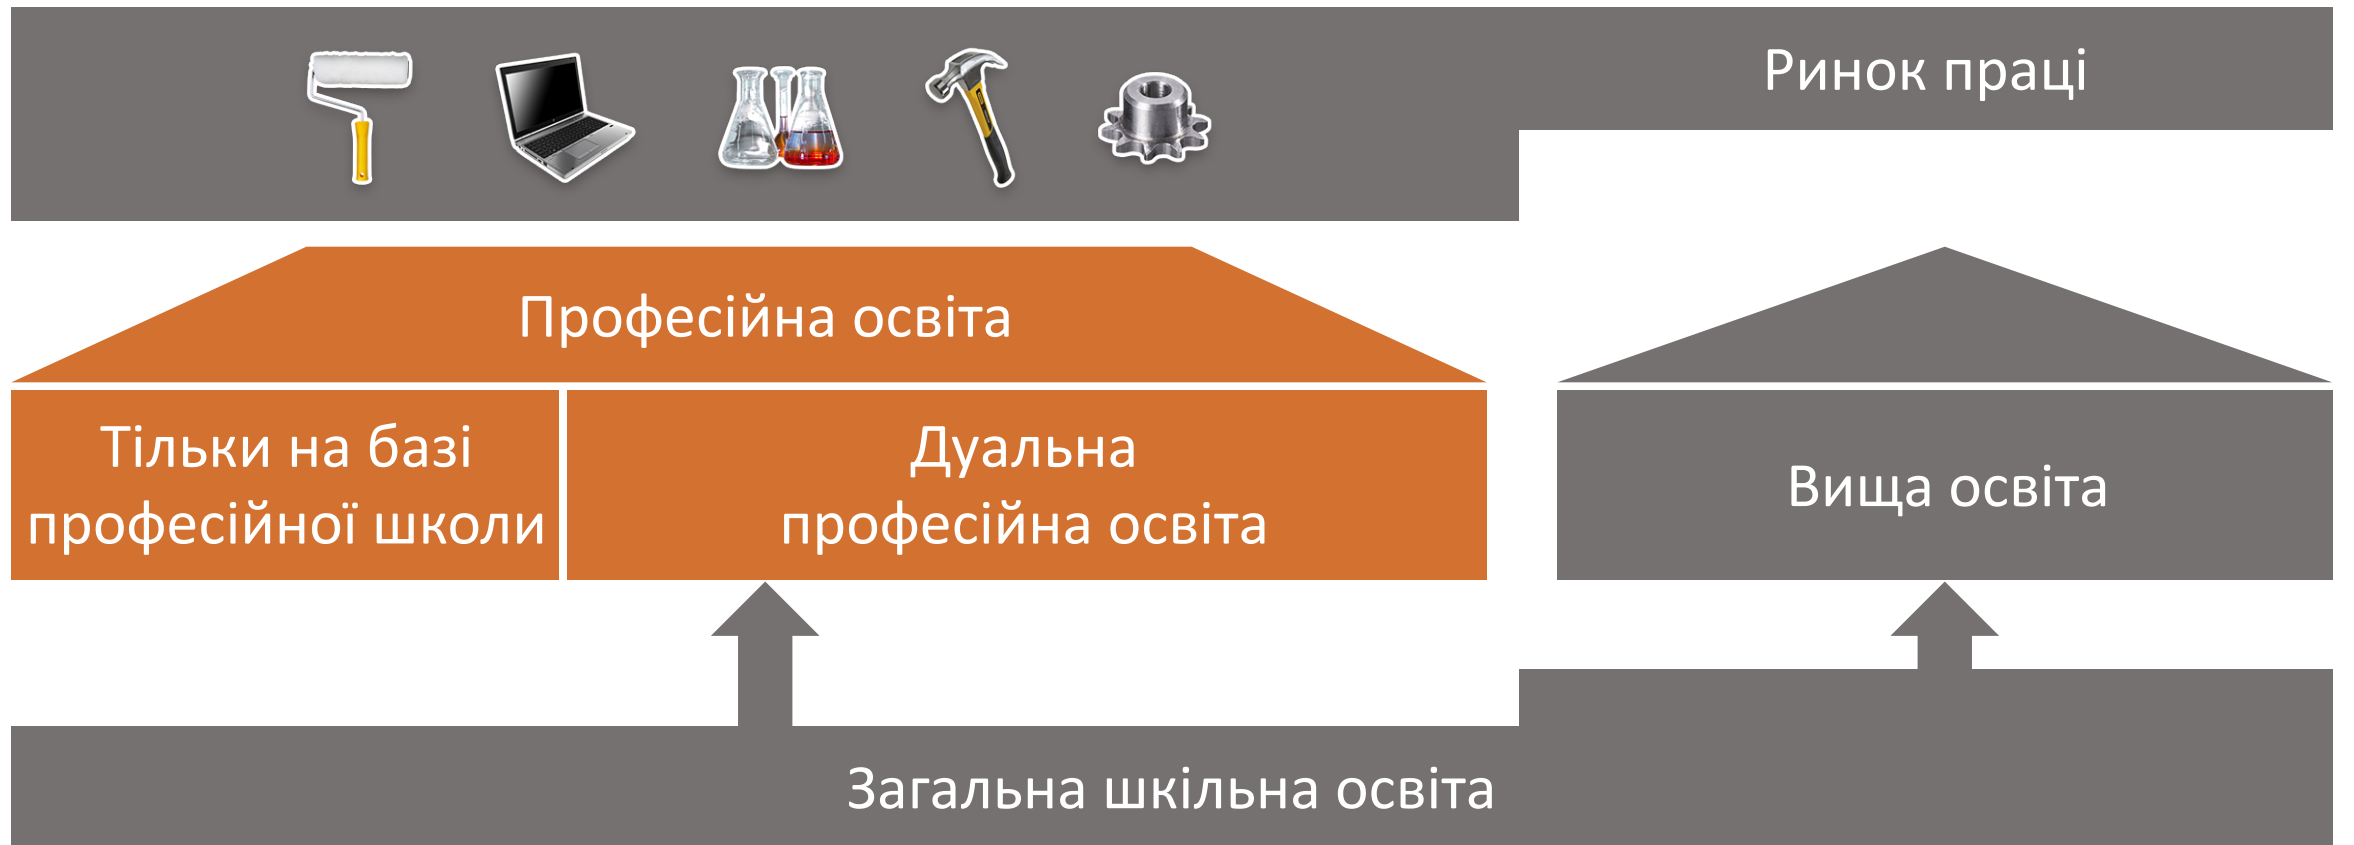 Ринок праці
Професійна освіта
Тільки на базі
професійної школи
Дуальна
професійна освіта
Вища освіта
Загальна шкільна освіта